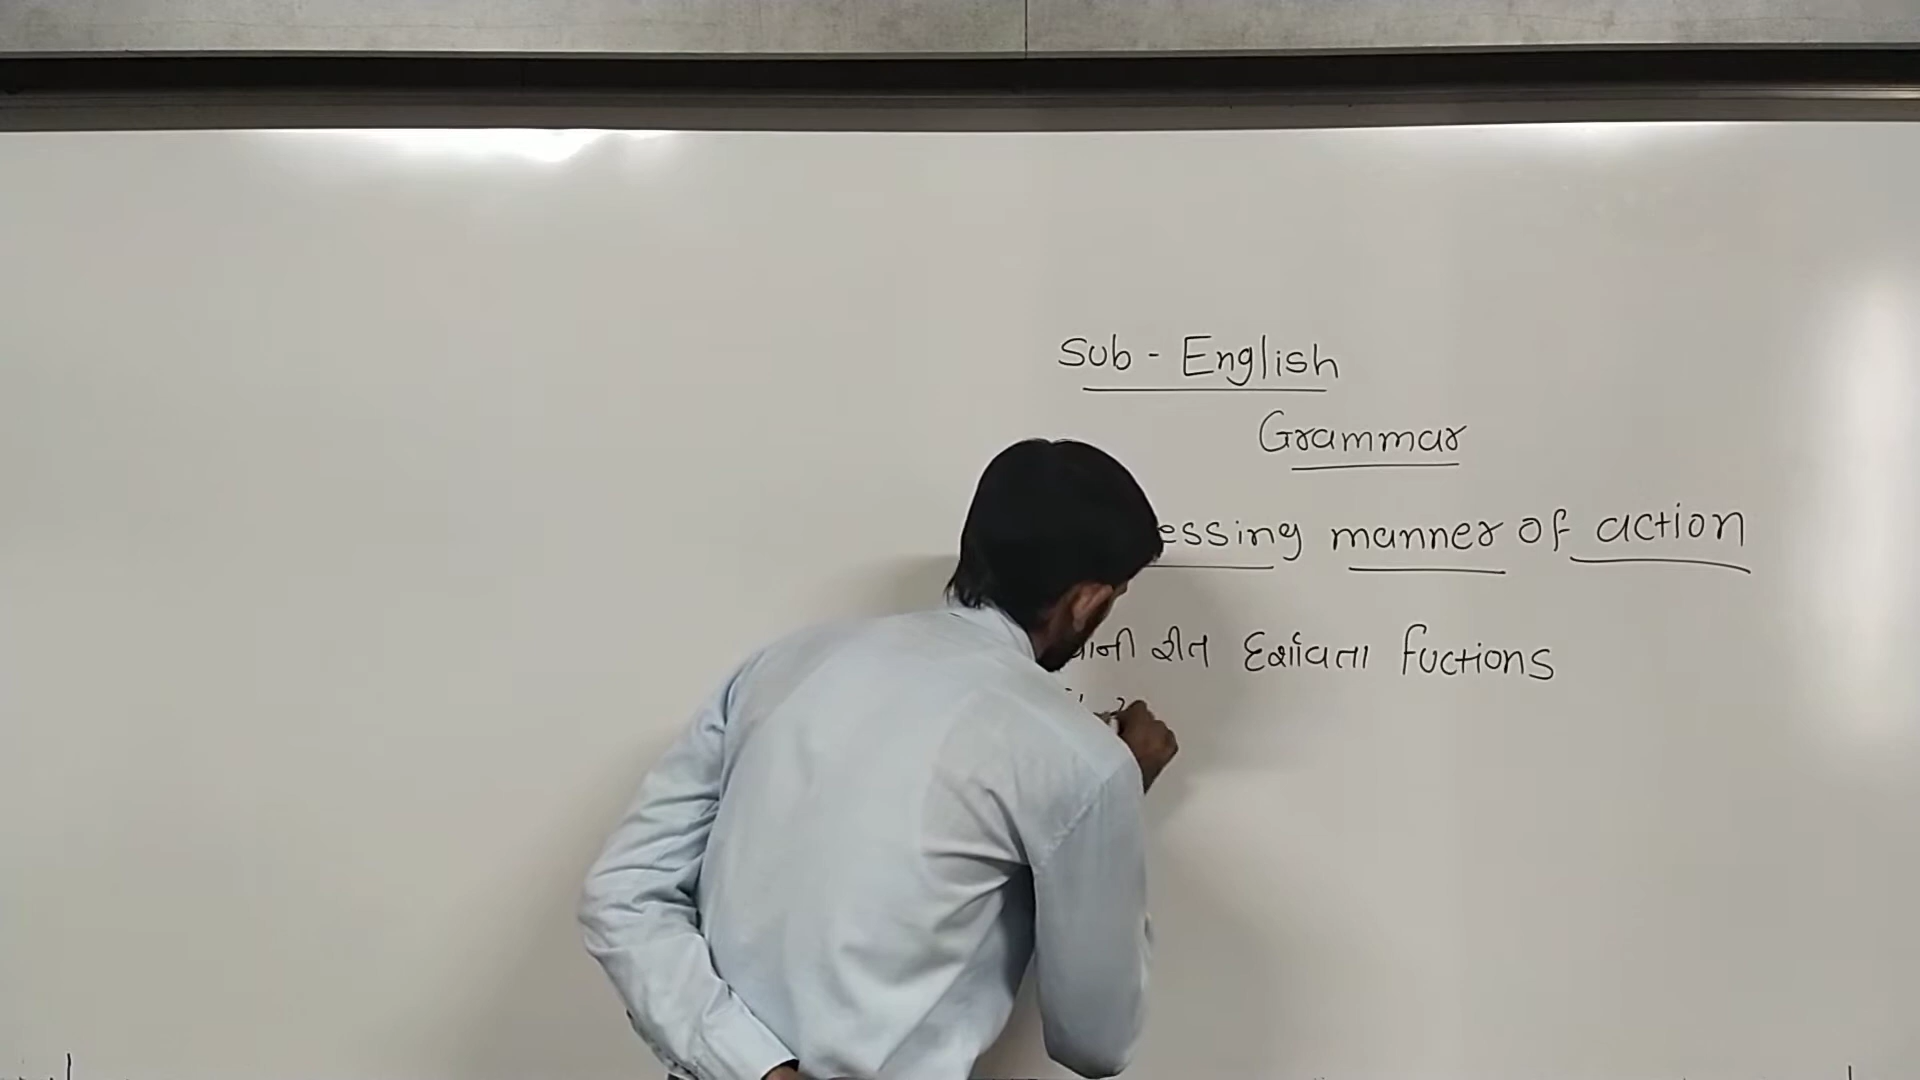 Sub - English
Grammar
essing manner of action
ાની રીત દર્શાવતા fuctions